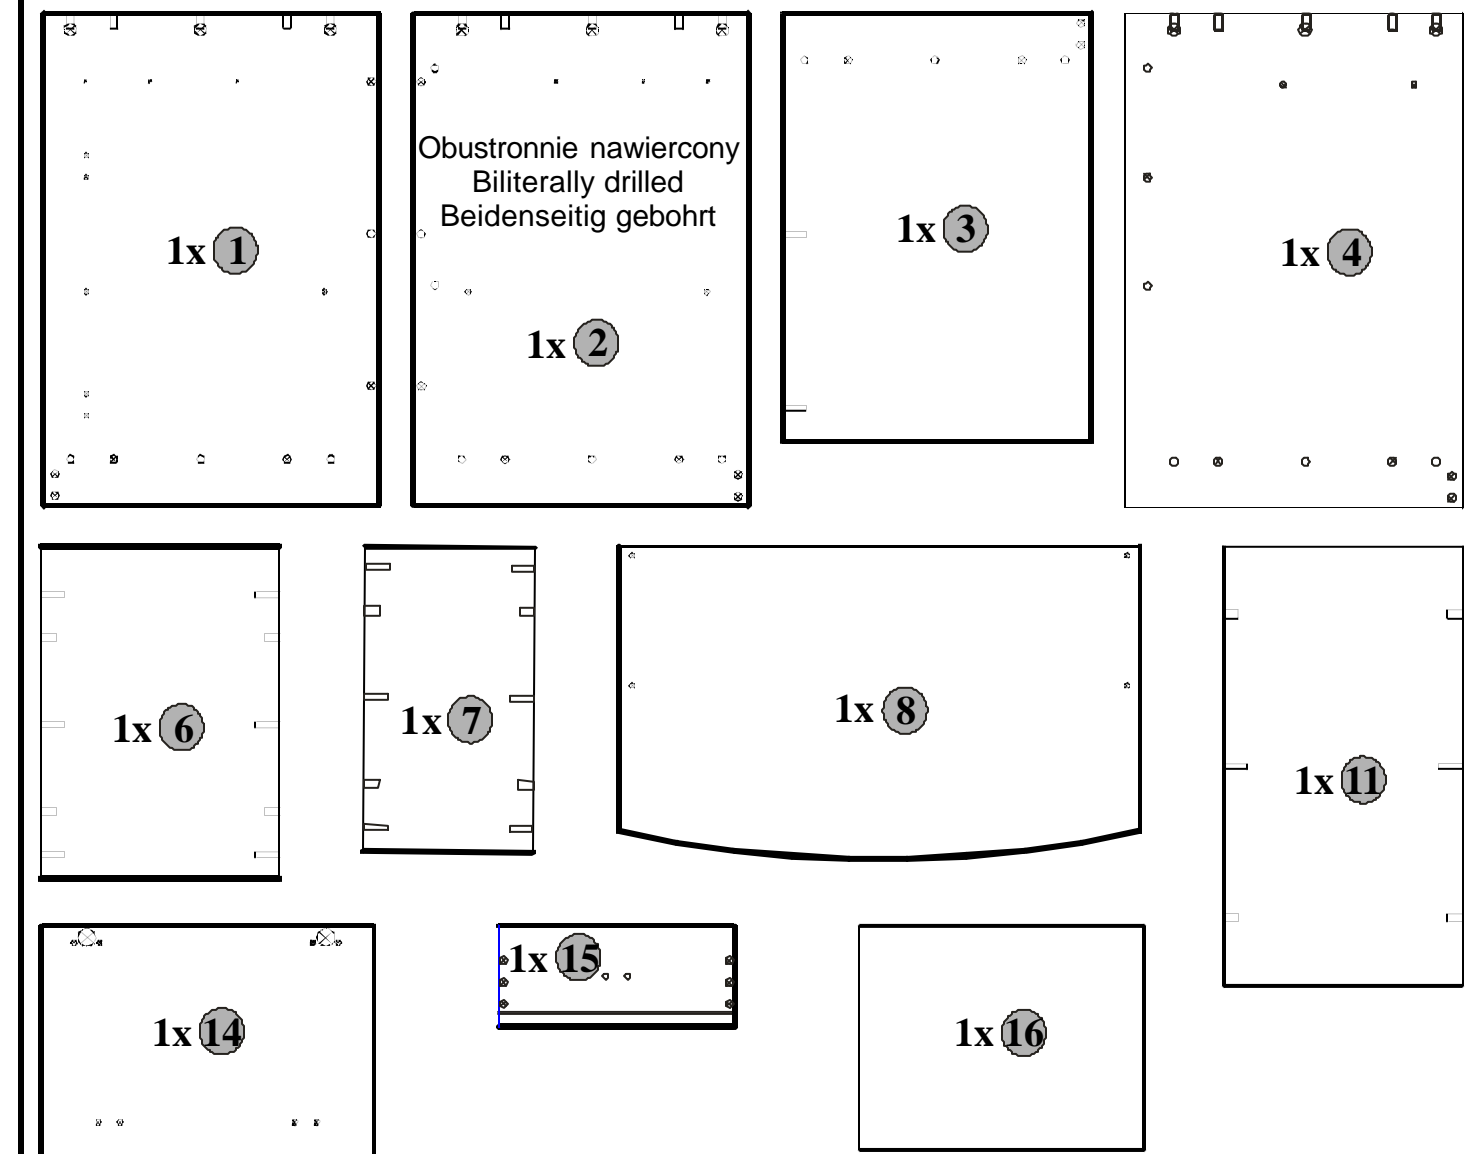 Obustronnie nawiercony
Biliterally drilled
Beidenseitig gebohrt
1x 1
1x 2
1x 3
1x 4
1x 6
1x 7
1x 8
1x 11
1x 14
1x 15
1x 16